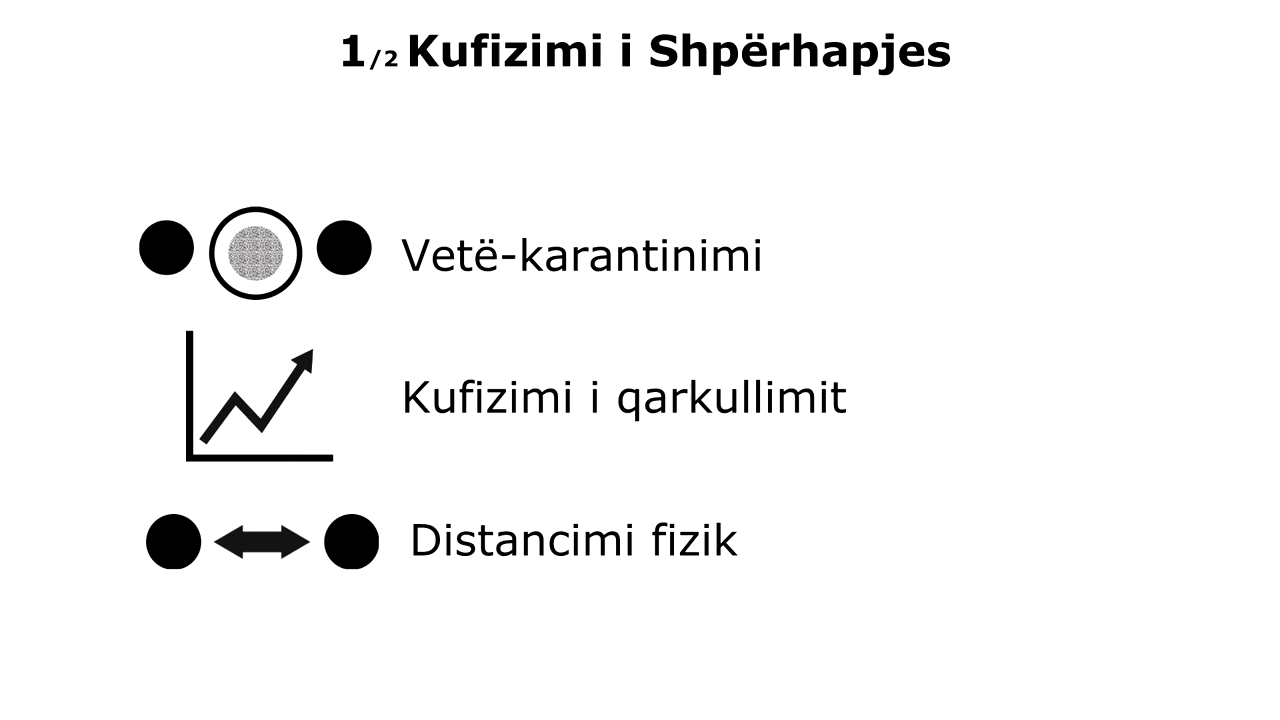 1/2 Kufizimi i Shpërhapjes
Vetë-karantinimi
Kufizimi i qarkullimit
Distancimi fizik